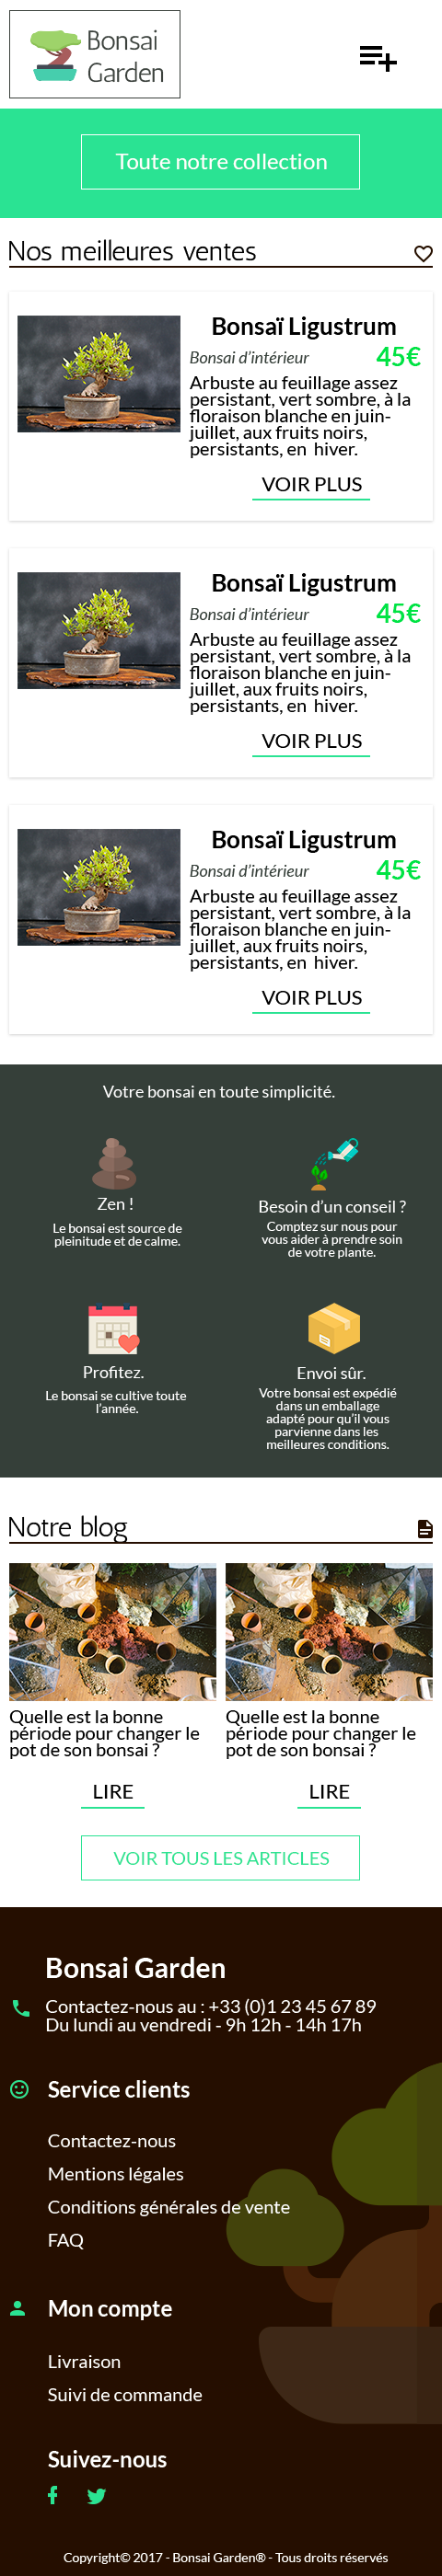 Bonsai
Garden
Toute notre collection
Nos meilleures ventes
Bonsaï Ligustrum
Bonsai d’intérieur 45€
Arbuste au feuillage assez
persistant, vert sombre, à la
floraison blanche en juin-
juillet, aux fruits noirs,
persistants, en hiver.
VOIR PLUS
Bonsaï Ligustrum
Bonsai d’intérieur 45€
Arbuste au feuillage assez
persistant, vert sombre, à la
floraison blanche en juin-
juillet, aux fruits noirs,
persistants, en hiver.
VOIR PLUS
Bonsaï Ligustrum
Bonsai d’intérieur 45€
Arbuste au feuillage assez
persistant, vert sombre, à la
floraison blanche en juin-
juillet, aux fruits noirs,
persistants, en hiver.
VOIR PLUS
Votre bonsai en toute simplicité.
Zen !
Le bonsai est source de
pleinitude et de calme.
Besoin d’un conseil ?
Comptez sur nous pour
vous aider à prendre soin
de votre plante.
Profitez.
Le bonsai se cultive toute
l’année.
Envoi sûr.
Votre bonsai est expédié
dans un emballage
adapté pour qu’il vous
parvienne dans les
meilleures conditions.
Notre blog
Quelle est la bonne
période pour changer le
pot de son bonsai ?
LIRE
Quelle est la bonne
période pour changer le
pot de son bonsai ?
LIRE
VOIR TOUS LES ARTICLES
Bonsai Garden
Contactez-nous au : +33 (0)1 23 45 67 89
Du lundi au vendredi - 9h 12h - 14h 17h
Service clients
Contactez-nous
Mentions légales
Conditions générales de vente
FAQ
Mon compte
Livraison
Suivi de commande
Suivez-nous
Copyright© 2017 - Bonsai Garden® - Tous droits réservés